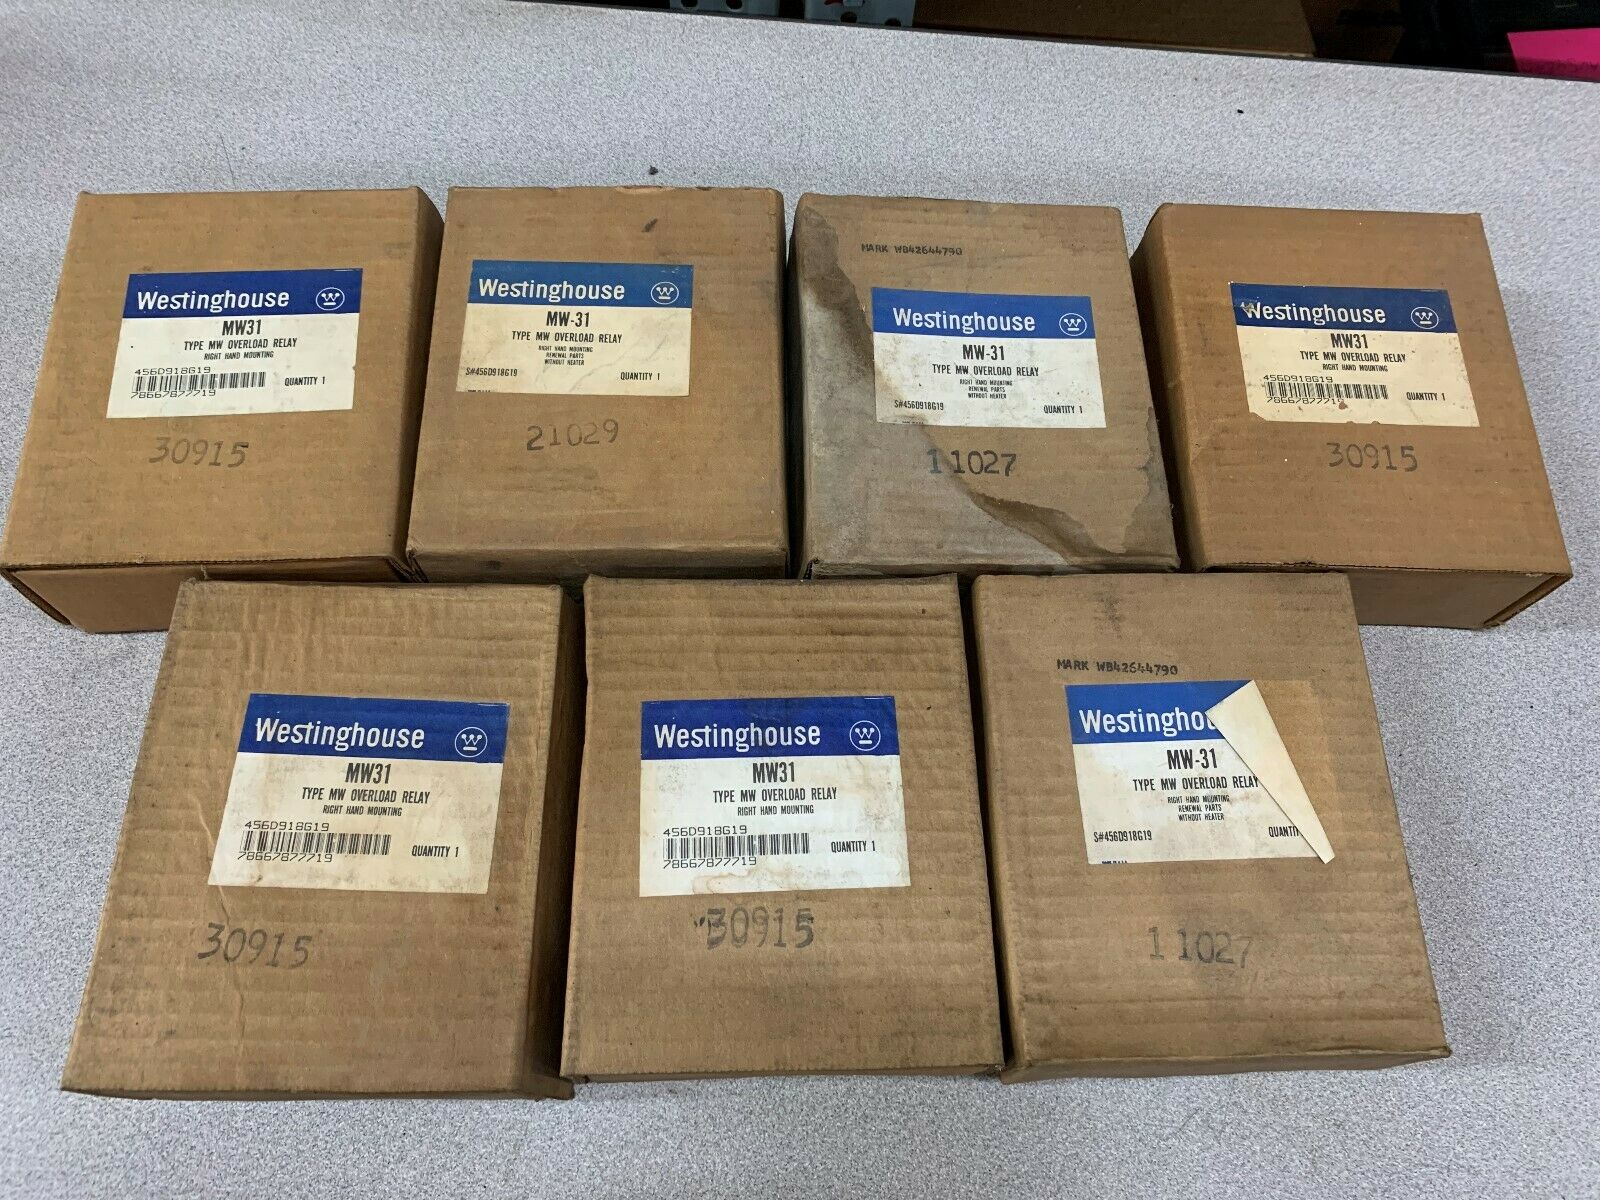 Westinghouse
MW31
TYPE MW OVERLOAD RELAY
RIGHT HAND MOUNTING
456D918G19
78667877719
QUANTITY 1
30915
Westinghouse
MW-31
TYPE MW OVERLOAD RELAY
RIGHT HAND MOUNTING
RENEWAL PARTS
WITHOUT HEATER
S#456D918G19
QUANTITY 1
21029
MARK WB42644790
Westinghouse
MW-31
TYPE MW OVERLOAD RELAY
RIGHT HAND MOUNTING
RENEWAL PARTS
WITHOUT HEATER
S#456D918G19
QUANTITY 1
11027
Westinghouse
MW31
TYPE MW OVERLOAD RELAY
RIGHT HAND MOUNTING
456D918G19
78667877719
QUANTITY 1
30915
Westinghouse
MW31
TYPE MW OVERLOAD RELAY
RIGHT HAND MOUNTING
456D918G19
78667877719
QUANTITY 1
30915
Westinghouse
MW31
TYPE MW OVERLOAD RELAY
RIGHT HAND MOUNTING
456D918G19
78667877719
QUANTITY 1
30915
MARK WB42644790
Westinghou
MW-31
TYPE MW OVERLOAD RELAY
RIGHT HAND MOUNTING
RENEWAL PARTS
WITHOUT HEATER
S#456D918G19
QUANTI
11027